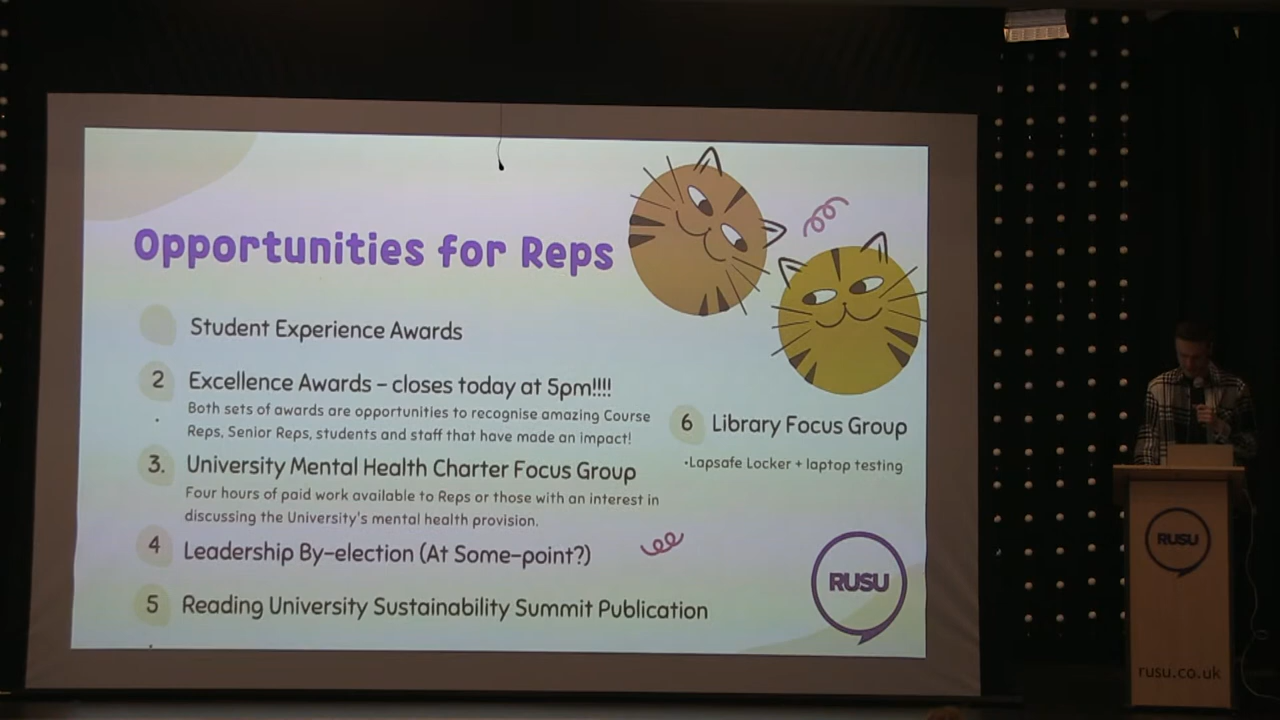 Opportunities for Reps
Student Experience Awards
2
Excellence Awards – closes today at 5pm!!!!
.
Both sets of awards are opportunities to recognise amazing Course
Reps, Senior Reps, students and staff that have made an impact!
3.
University Mental Health Charter Focus Group
Four hours of paid work available to Reps or those with an interest in
discussing the University's mental health provision.
4
Leadership By-election (At Some-point?)
5
Reading University Sustainability Summit Publication
.
6
Library Focus Group
•Lapsafe Locker + laptop testing
RUSU
RUSU
rusu.co.uk